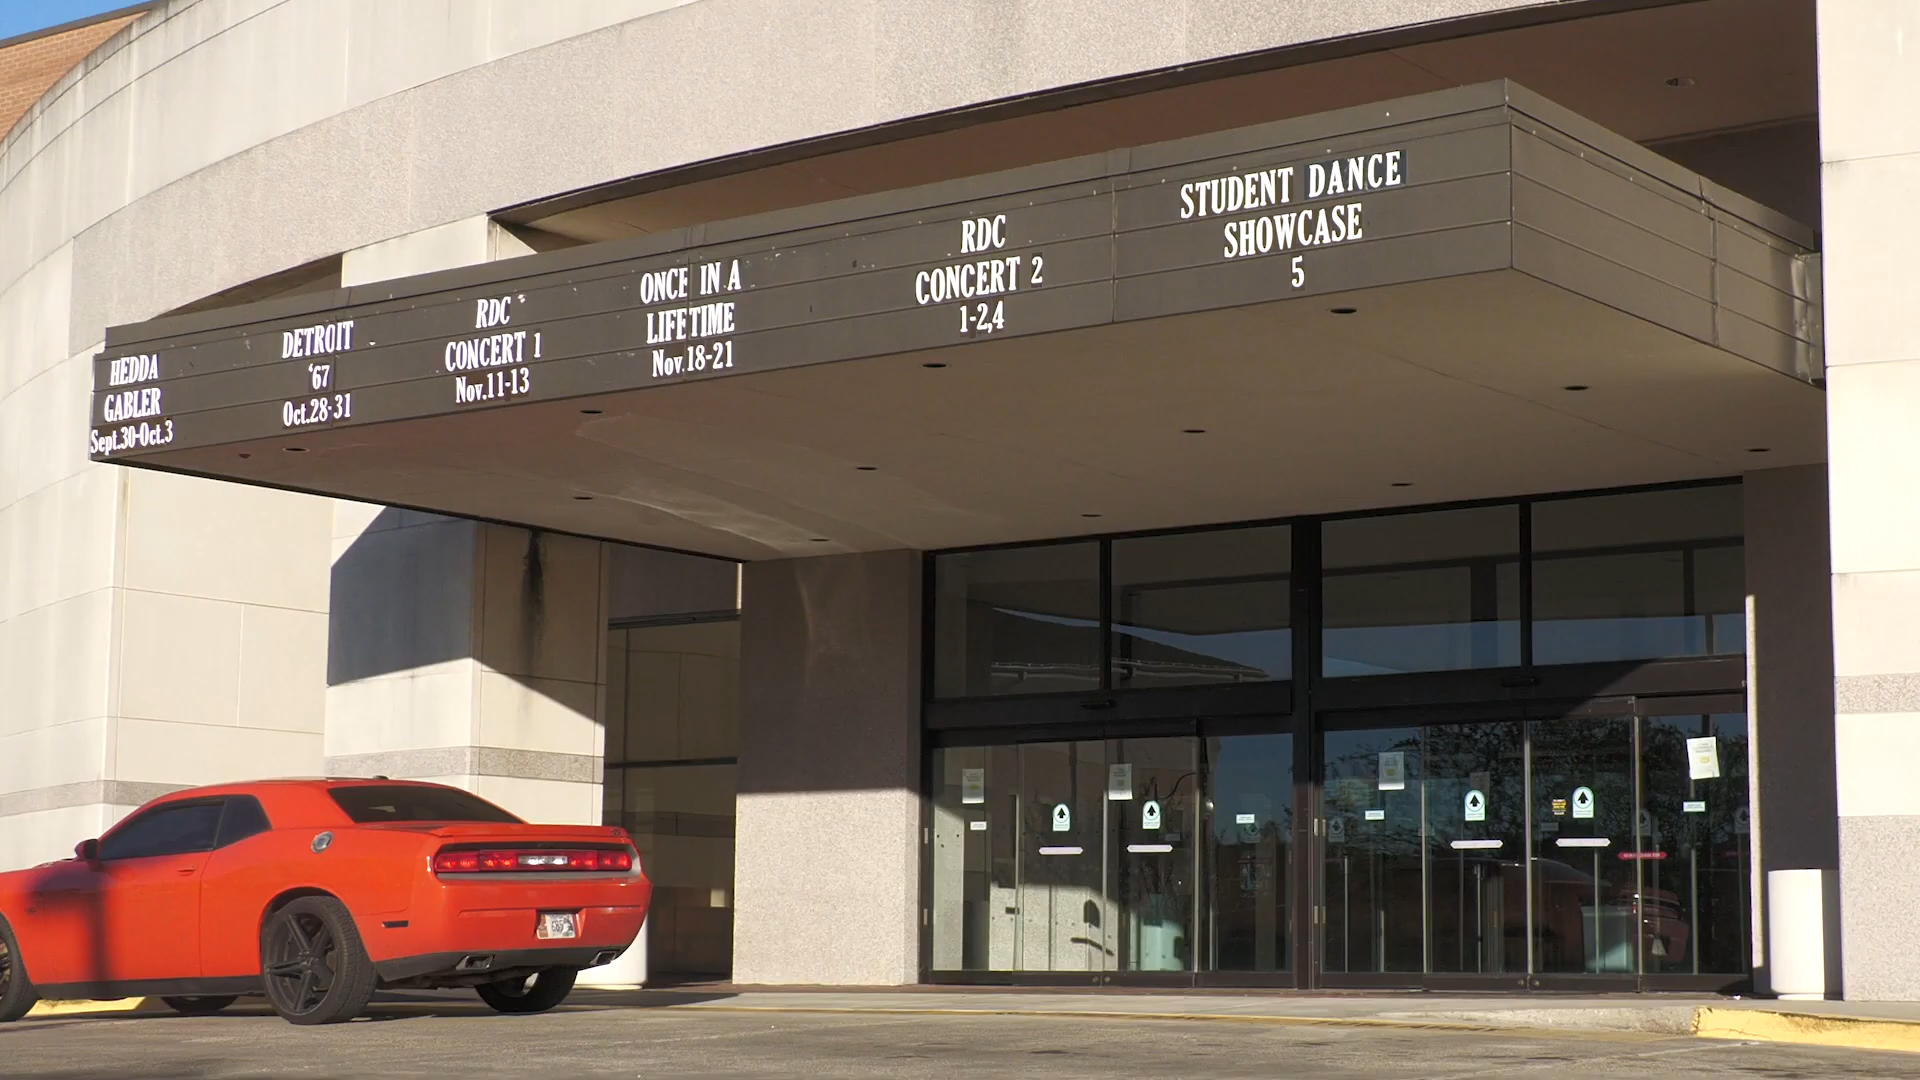 HEDDA
GABLER
Sept.30-Oct.3
DETROIT
'67
Oct.28-31
RDC
CONCERT 1
Nov.11-13
ONCE IN A
LIFETIME
Nov.18-21
RDC
CONCERT 2
1-2,4
STUDENT DANCE
SHOWCASE
5